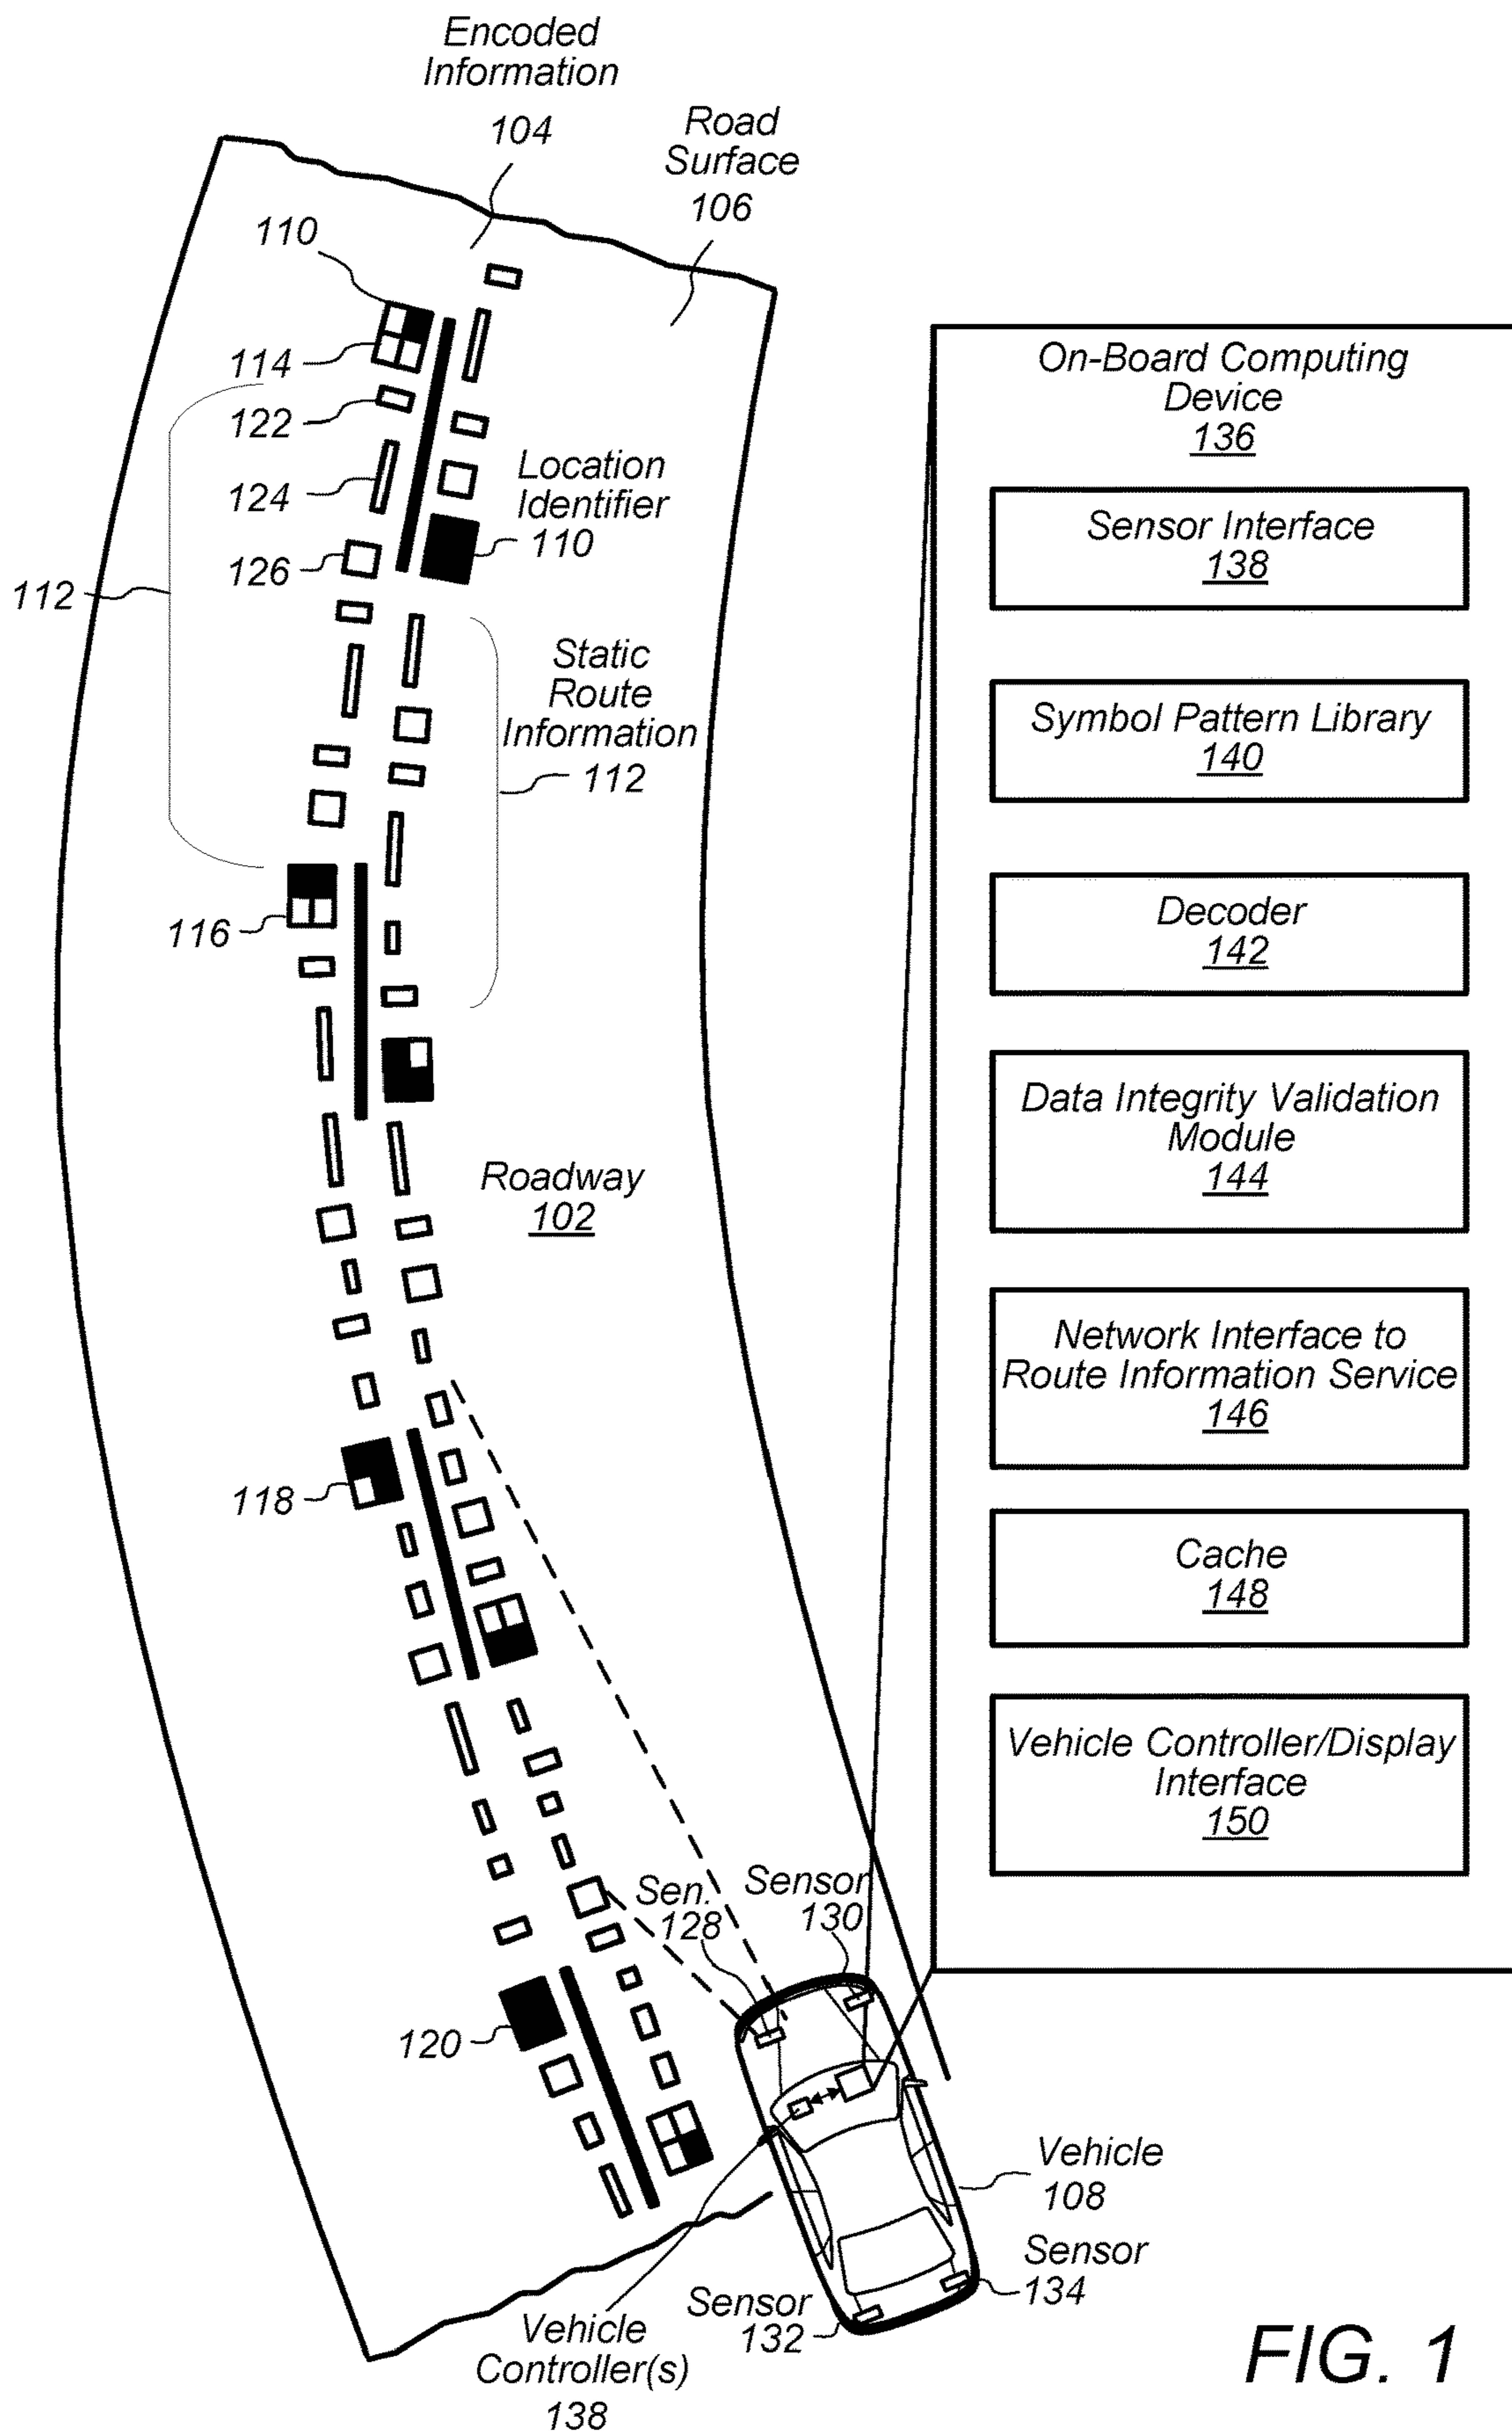 Encoded
Information
104
Road
Surface
106
110
114
122
124
126
112
Location
Identifier
110
Static
Route
Information
112
116
Roadway
102
118
120
Sen.
128
Sensor
130
Vehicle
108
Sensor
134
Sensor
132
Vehicle
Controller(s)
138
On-Board Computing
Device
136
Sensor Interface
138
Symbol Pattern Library
140
Decoder
142
Data Integrity Validation
Module
144
Network Interface to
Route Information Service
146
Cache
148
Vehicle Controller/Display
Interface
150
FIG. 1